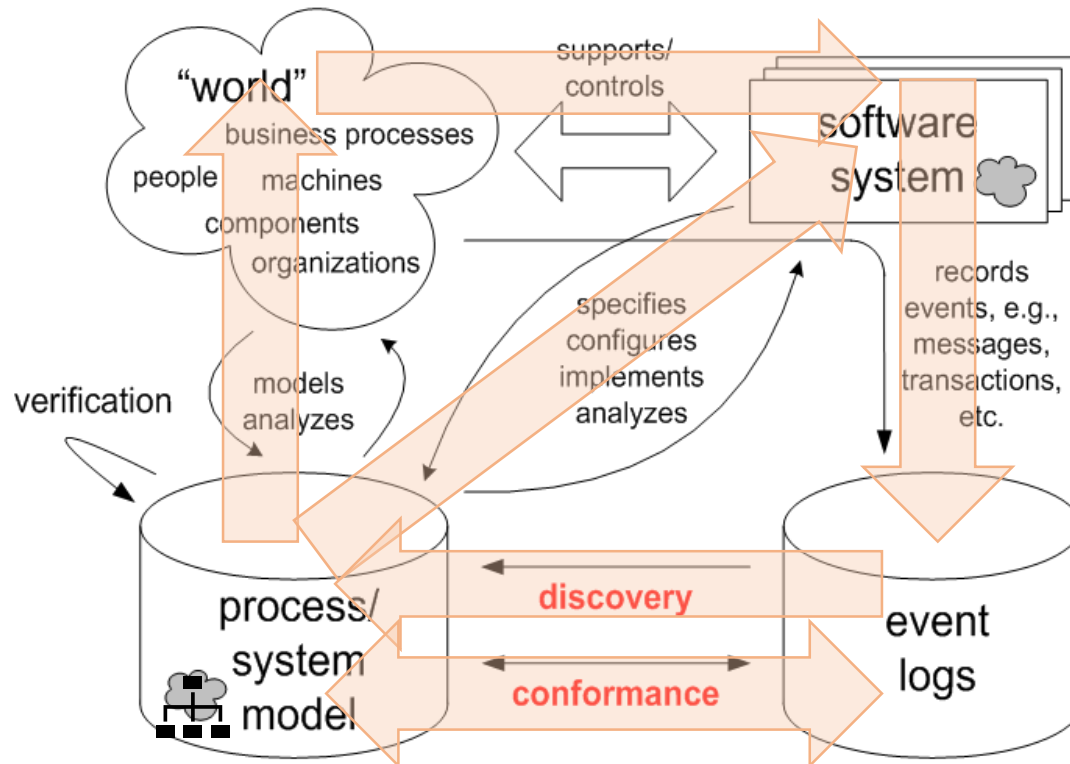 “world”
business processes
people machines
components
organizations
supports/
controls
software
system
records
events, e.g.,
messages,
transactions,
etc.
specifies
configures
implements
analyzes
models
analyzes
verification
discovery
conformance
process/
system
model
event
logs